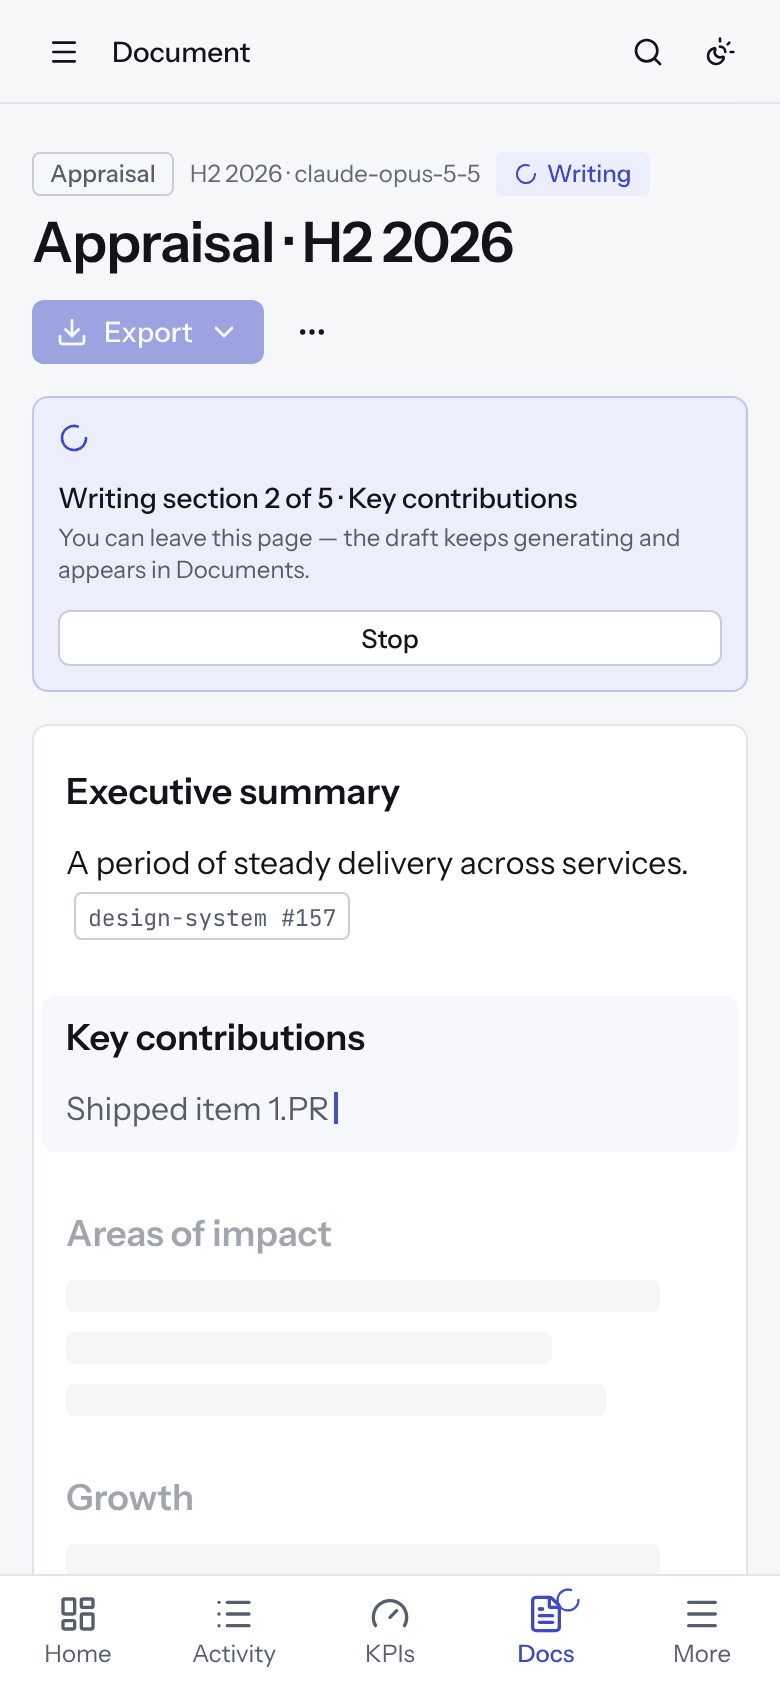 Document
Appraisal H2 2026 · claude-opus-5-5 Writing
Appraisal · H2 2026
Export
Writing section 2 of 5 · Key contributions
You can leave this page — the draft keeps generating and
appears in Documents.
Stop
Executive summary
A period of steady delivery across services.
design-system #157
Key contributions
Shipped item 1.PR
Areas of impact
Growth
Home Activity KPIs Docs More